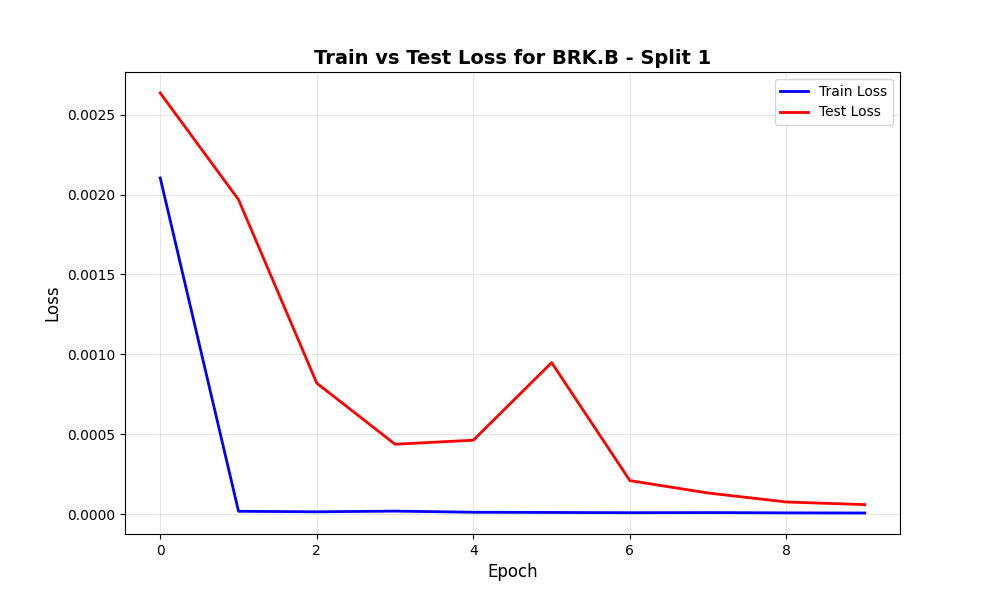 Train vs Test Loss for BRK.B - Split 1
Train Loss
Test Loss
0.0025
0.0020
0.0015
0.0010
0.0005
0.0000
Loss
0 2 4 6 8
Epoch